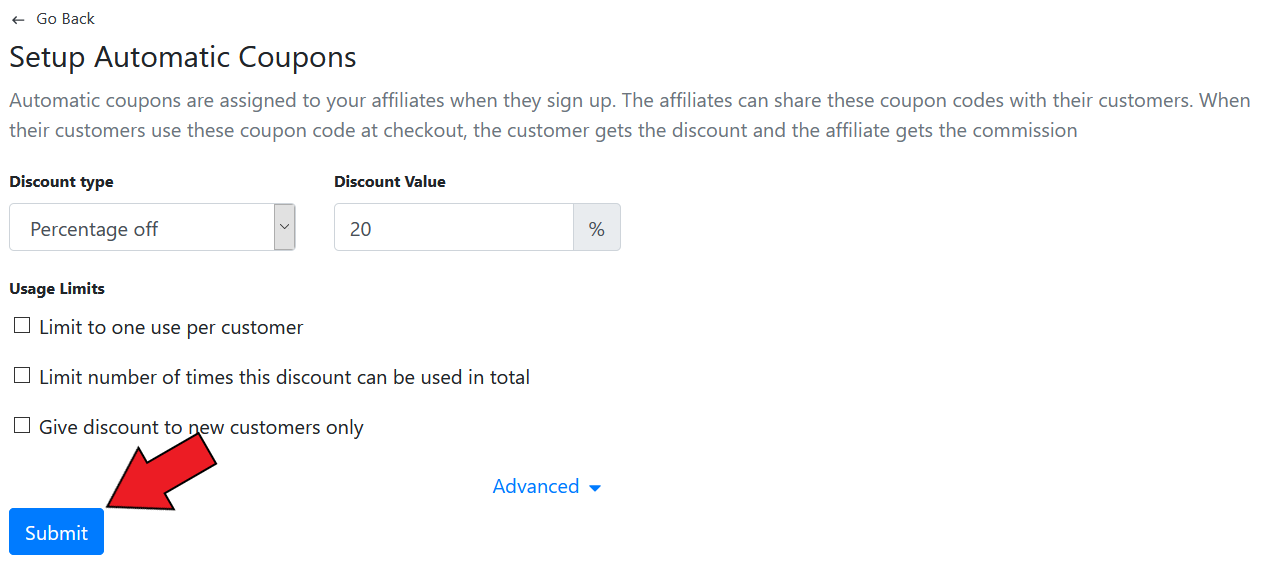 ← Go Back
Setup Automatic Coupons
Automatic coupons are assigned to your affiliates when they sign up. The affiliates can share these coupon codes with their customers. When
their customers use these coupon code at checkout, the customer gets the discount and the affiliate gets the commission
Discount type Discount Value
Percentage off 20 %
Usage Limits
Limit to one use per customer
Limit number of times this discount can be used in total
Give discount to new customers only
Advanced
Submit